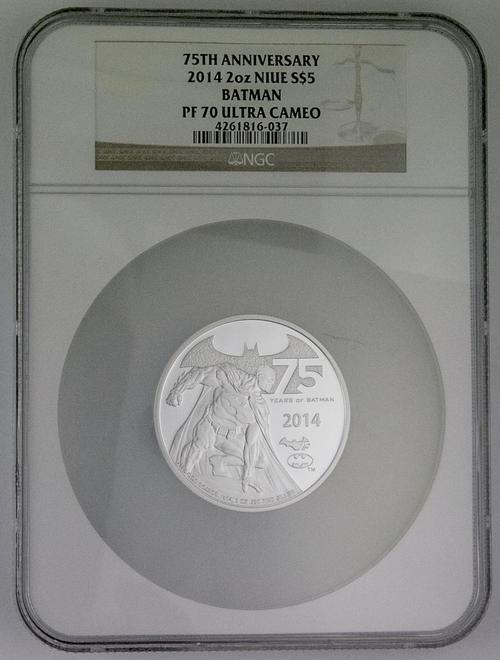 75TH ANNIVERSARY
2014 2oz NIUE S$5
BATMAN
PF 70 ULTRA CAMEO
4261816-037
NGC
75
YEARS of BATMAN
2014
TM